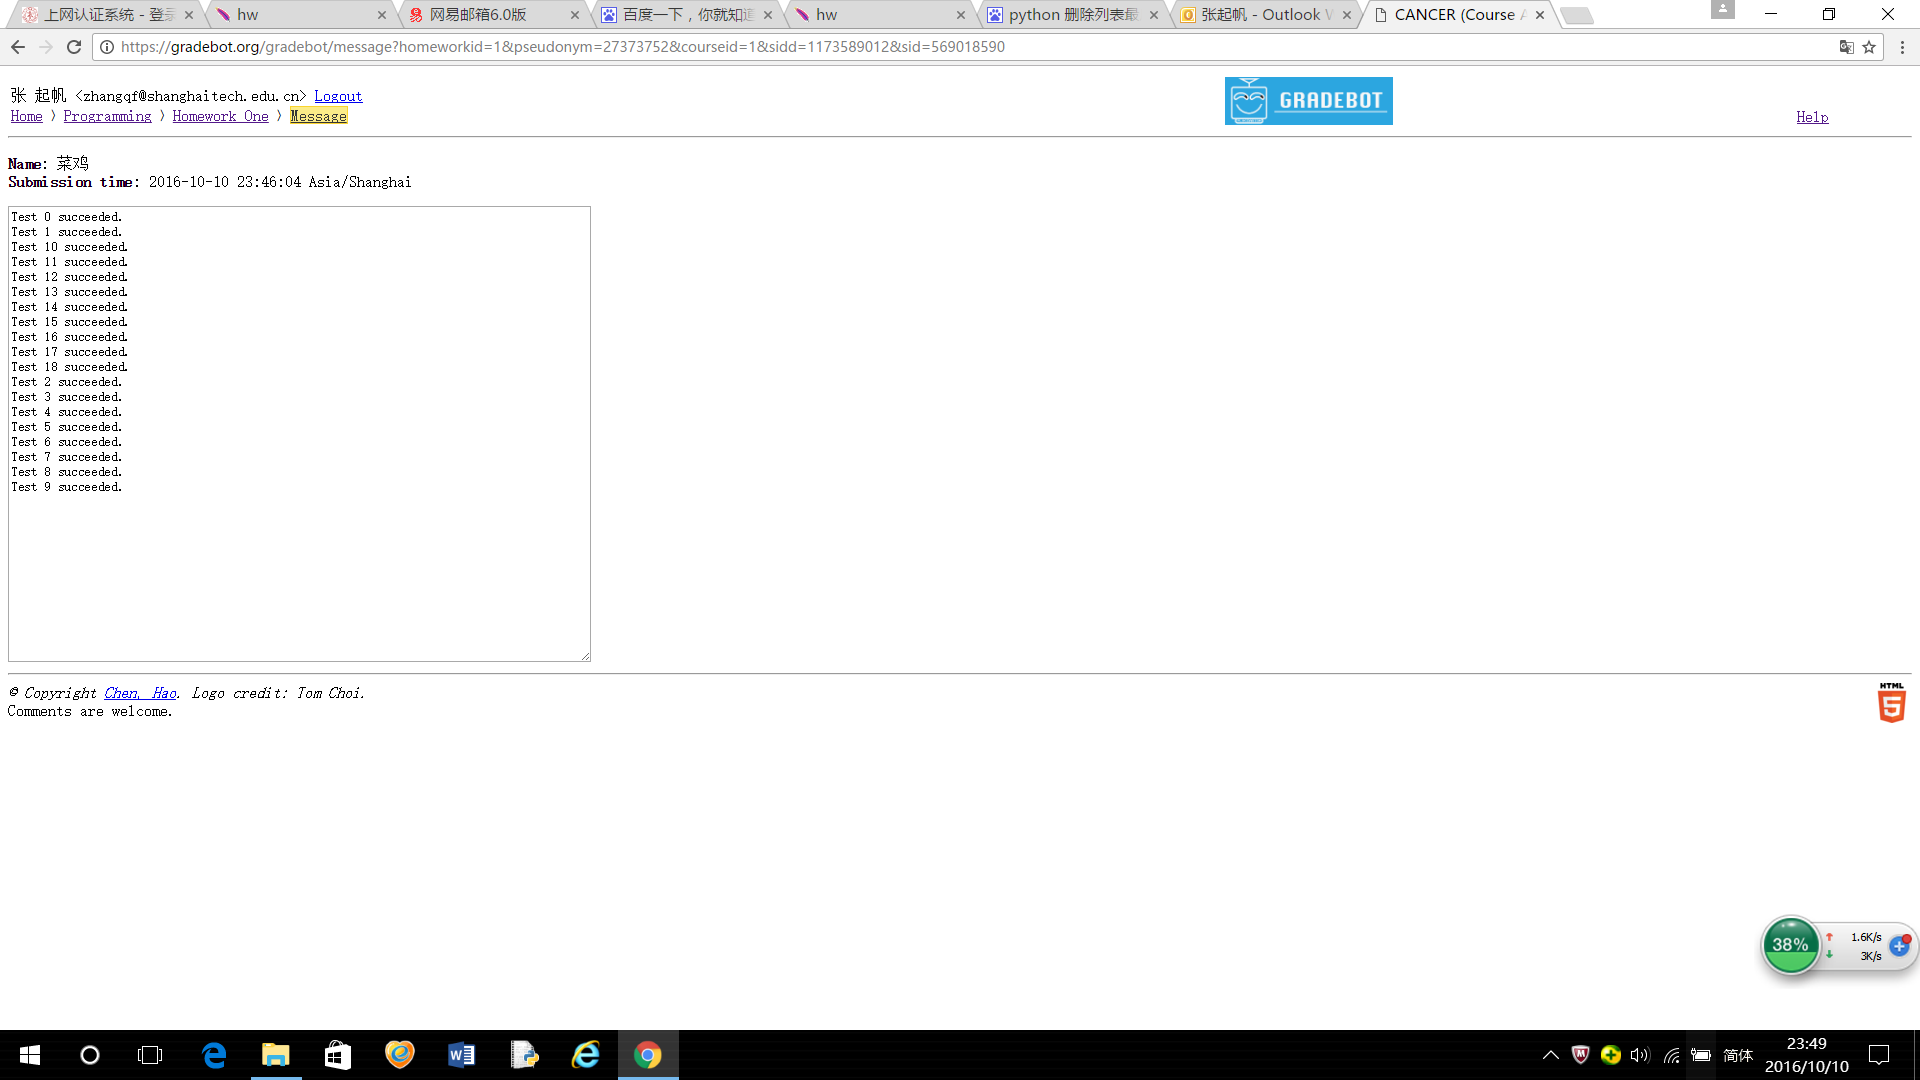 上网认证系统 - 登录
hw
网易邮箱6.0版
百度一下，你就知道
hw
python 删除列表最
张起帆 - Outlook W
CANCER (Course A
https://gradebot.org/gradebot/message?homeworkid=1&pseudonym=27373752&courseid=1&sidd=1173589012&sid=569018590
张 起帆 <zhangqf@shanghaitech.edu.cn> Logout
GRADEBOT
Home 〉 Programming 〉 Homework One 〉 Message
Help
Name: 菜鸡
Submission time: 2016-10-10 23:46:04 Asia/Shanghai
Test 0 succeeded.
Test 1 succeeded.
Test 10 succeeded.
Test 11 succeeded.
Test 12 succeeded.
Test 13 succeeded.
Test 14 succeeded.
Test 15 succeeded.
Test 16 succeeded.
Test 17 succeeded.
Test 18 succeeded.
Test 2 succeeded.
Test 3 succeeded.
Test 4 succeeded.
Test 5 succeeded.
Test 6 succeeded.
Test 7 succeeded.
Test 8 succeeded.
Test 9 succeeded.
© Copyright Chen, Hao. Logo credit: Tom Choi.
Comments are welcome.
HTML
5
38%
1.6K/s
3K/s
简体
23:49
2016/10/10